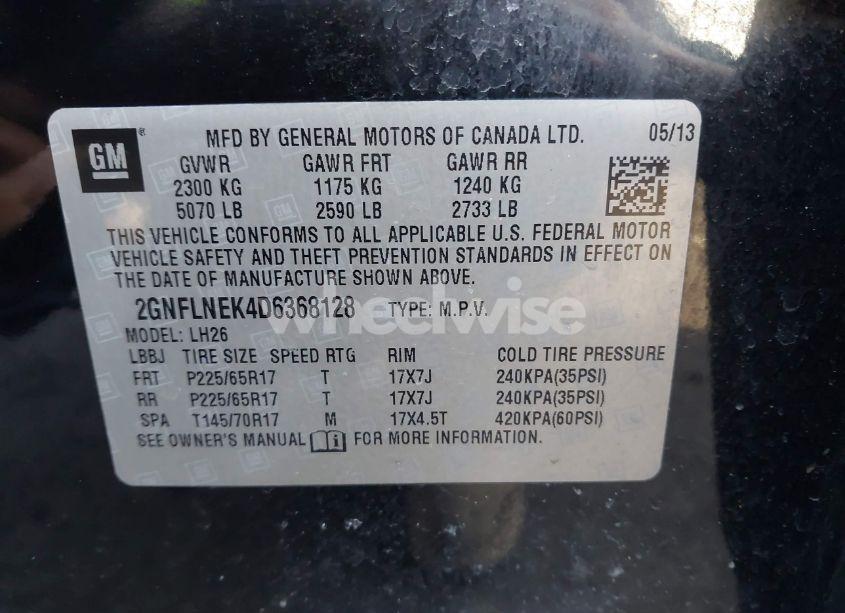 GM ® MFD BY GENERAL MOTORS OF CANADA LTD. 05/13
GVWR GAWR FRT GAWR RR
2300 KG 1175 KG 1240 KG
5070 LB 2590 LB 2733 LB
THIS VEHICLE CONFORMS TO ALL APPLICABLE U.S. FEDERAL MOTOR
VEHICLE SAFETY AND THEFT PREVENTION STANDARDS IN EFFECT ON
THE DATE OF MANUFACTURE SHOWN ABOVE.
2GNFLNEK4D6368128 TYPE: M.P.V.
wheelwise
MODEL: LH26
LBBJ TIRE SIZE SPEED RTG RIM COLD TIRE PRESSURE
FRT P225/65R17 T 17X7J 240KPA(35PSI)
RR P225/65R17 T 17X7J 240KPA(35PSI)
SPA T145/70R17 M 17X4.5T 420KPA(60PSI)
SEE OWNER'S MANUAL i FOR MORE INFORMATION.